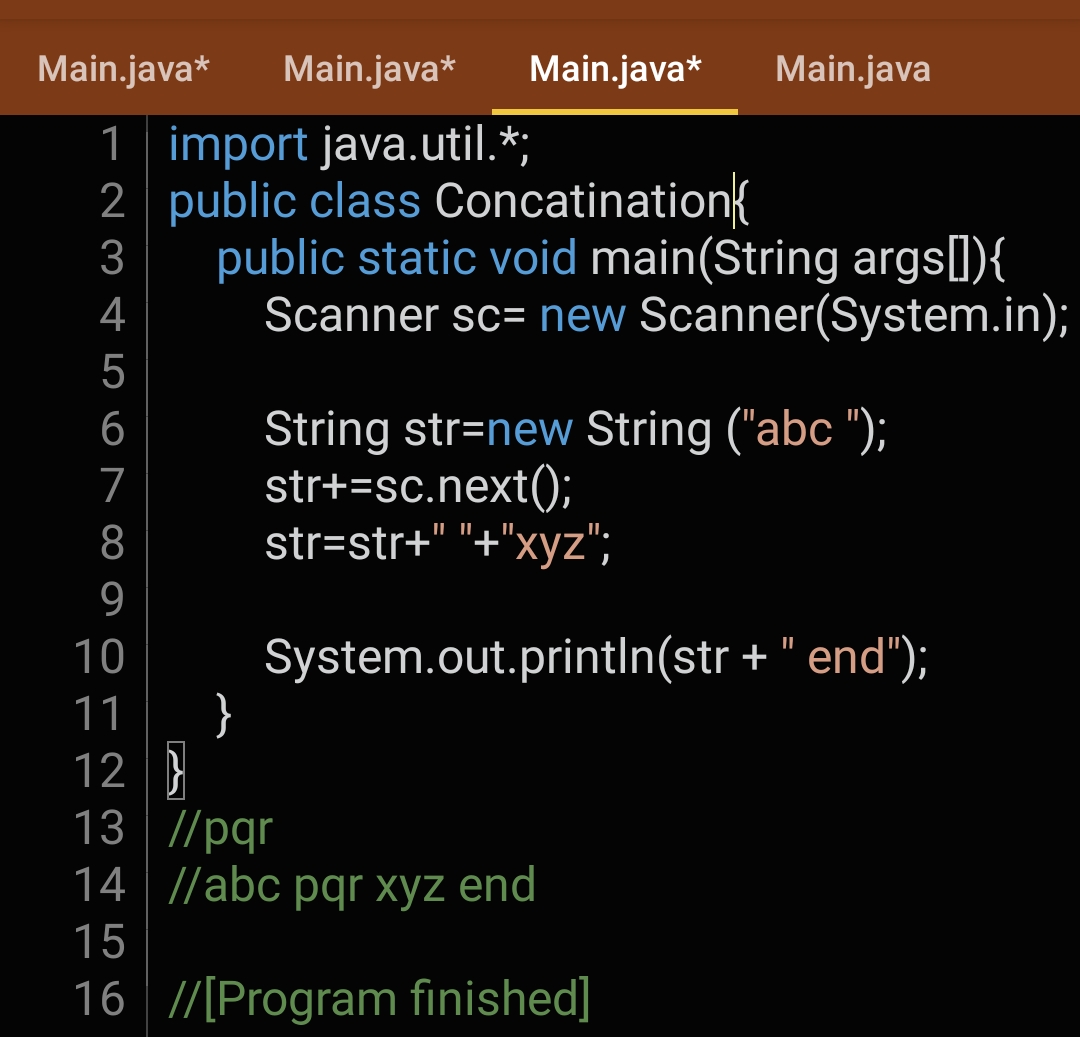 Main.java* Main.java* Main.java* Main.java
1 import java.util.*;
2 public class Concatination{
3 public static void main(String args[]){
4 Scanner sc= new Scanner(System.in);
5
6 String str=new String ("abc ");
7 str+=sc.next();
8 str=str+" "+"xyz";
9
10 System.out.println(str + " end");
11 }
12 }
13 //pqr
14 //abc pqr xyz end
15
16 //[Program finished]